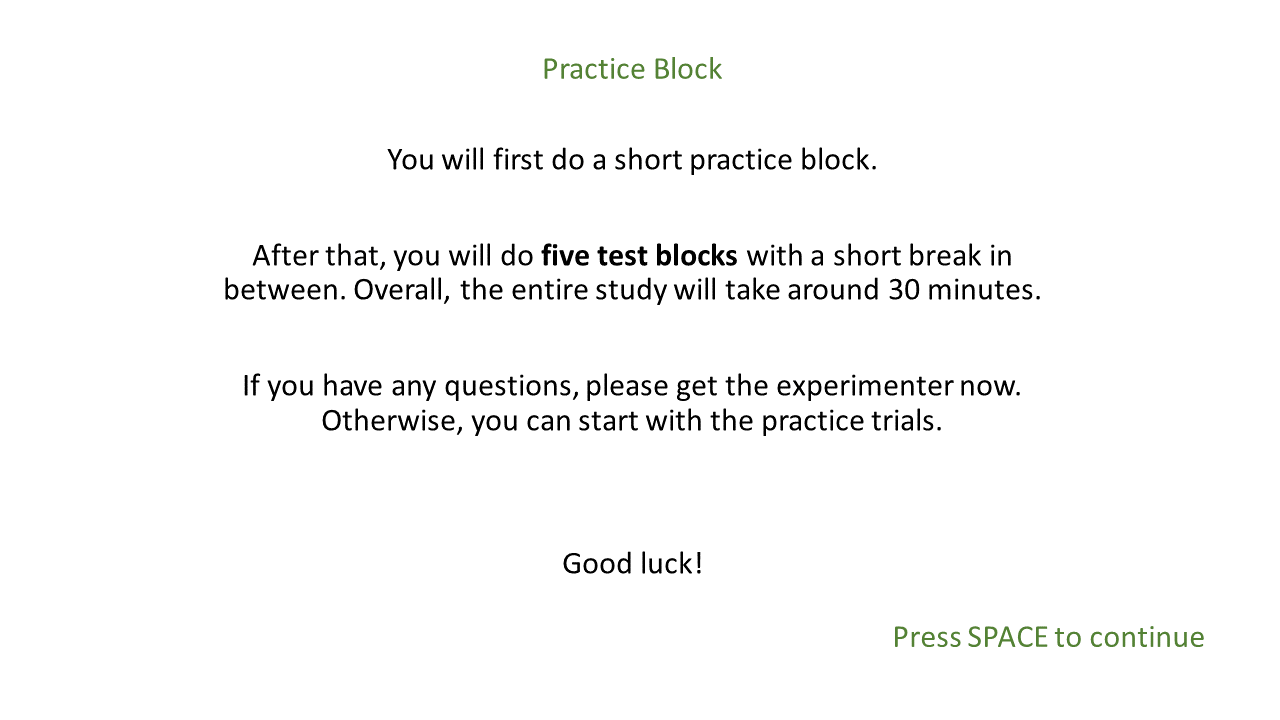 Practice Block
You will first do a short practice block.
After that, you will do five test blocks with a short break in
between. Overall, the entire study will take around 30 minutes.
If you have any questions, please get the experimenter now.
Otherwise, you can start with the practice trials.
Good luck!
Press SPACE to continue